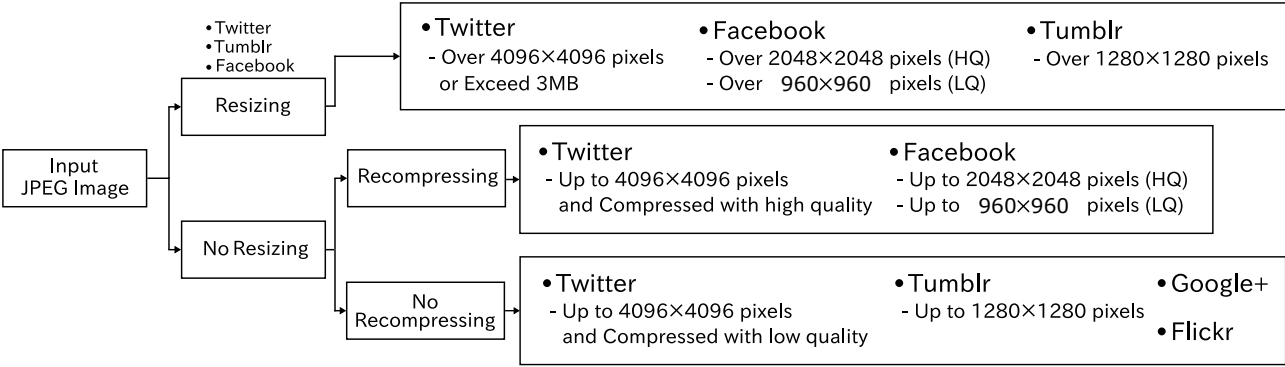 • Twitter
• Tumblr
• Facebook
Resizing
• Twitter
- Over 4096×4096 pixels
or Exceed 3MB
• Facebook
- Over 2048×2048 pixels (HQ)
- Over 960×960 pixels (LQ)
• Tumblr
- Over 1280×1280 pixels
Input
JPEG Image
No Resizing
Recompressing
• Twitter
- Up to 4096×4096 pixels
and Compressed with high quality
• Facebook
- Up to 2048×2048 pixels (HQ)
- Up to 960×960 pixels (LQ)
No
Recompressing
• Twitter
- Up to 4096×4096 pixels
and Compressed with low quality
• Tumblr
- Up to 1280×1280 pixels
• Google+
• Flickr